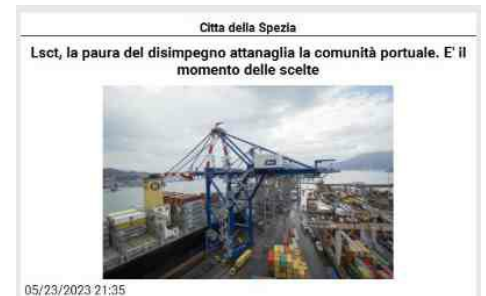 Citta della Spezia
Lsct, la paura del disimpegno attanaglia la comunità portuale. E' il
momento delle scelte
05/23/2023 21:35